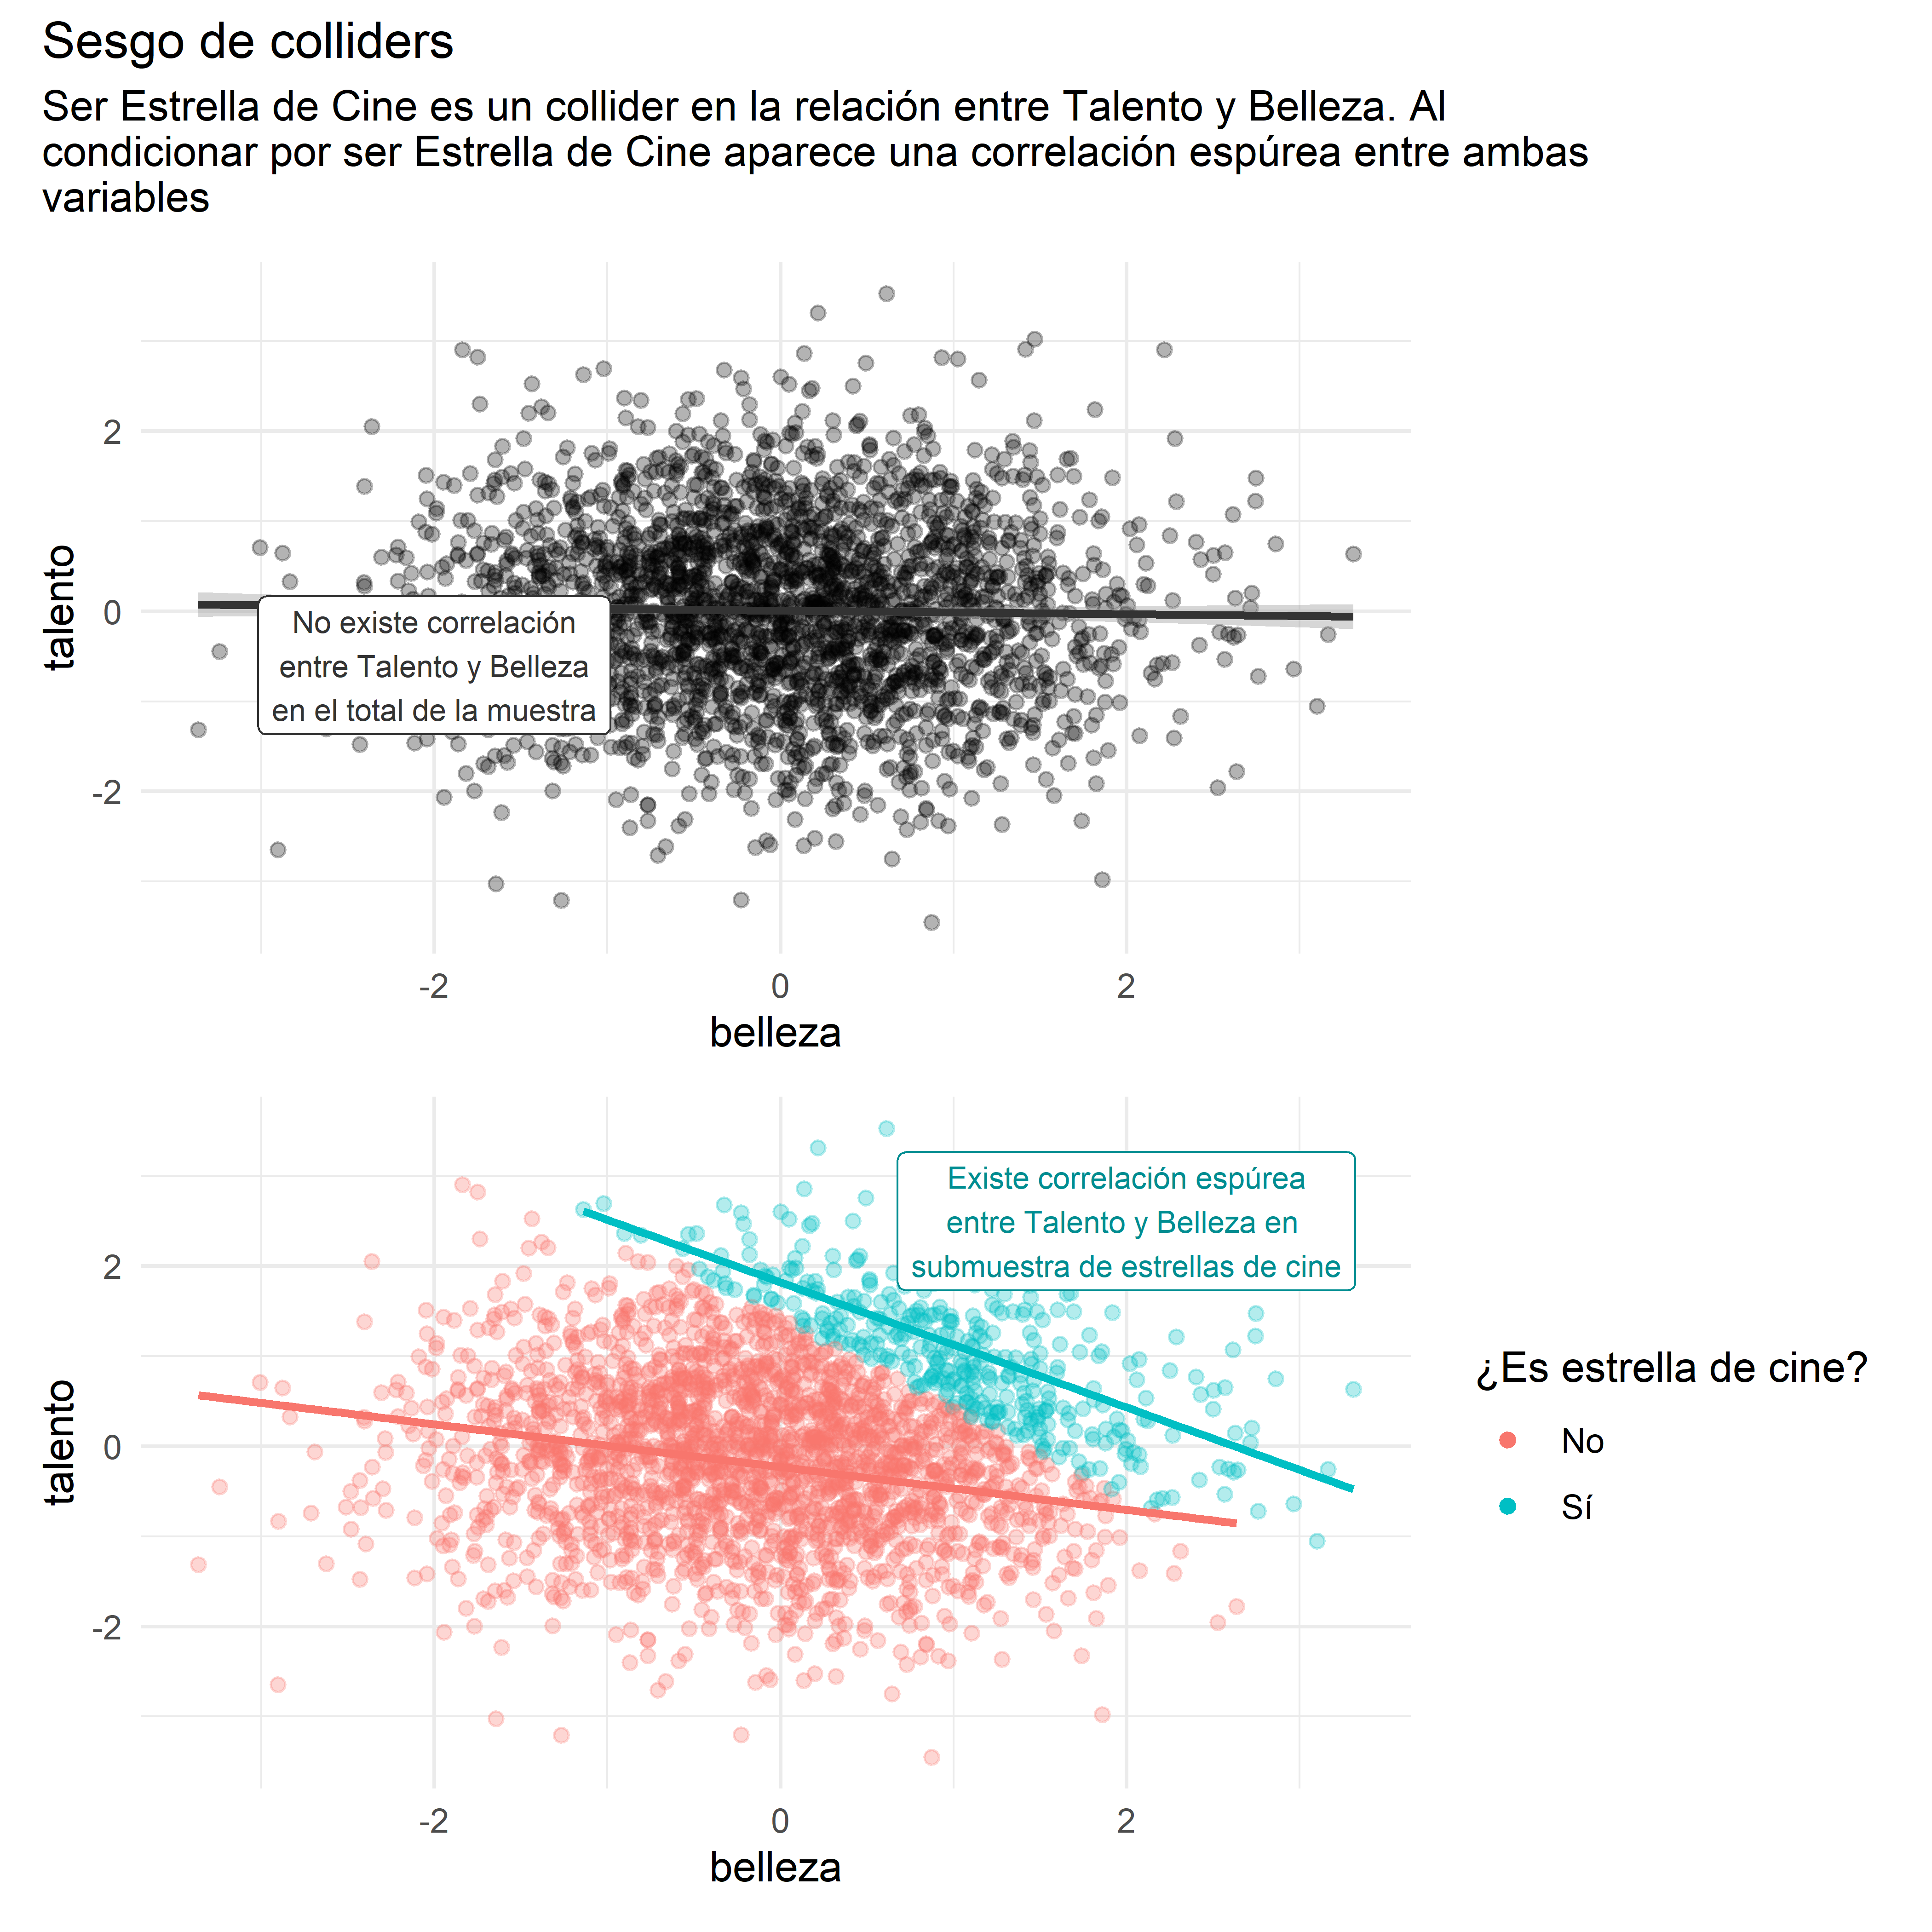 Sesgo de colliders
Ser Estrella de Cine es un collider en la relación entre Talento y Belleza. Al
condicionar por ser Estrella de Cine aparece una correlación espúrea entre ambas
variables
2
0
-2
talento
No existe correlación
entre Talento y Belleza
en el total de la muestra
-2
0
2
belleza
2
0
-2
talento
Existe correlación espúrea
entre Talento y Belleza en
submuestra de estrellas de cine
-2
0
2
belleza
¿Es estrella de cine?
No
Sí